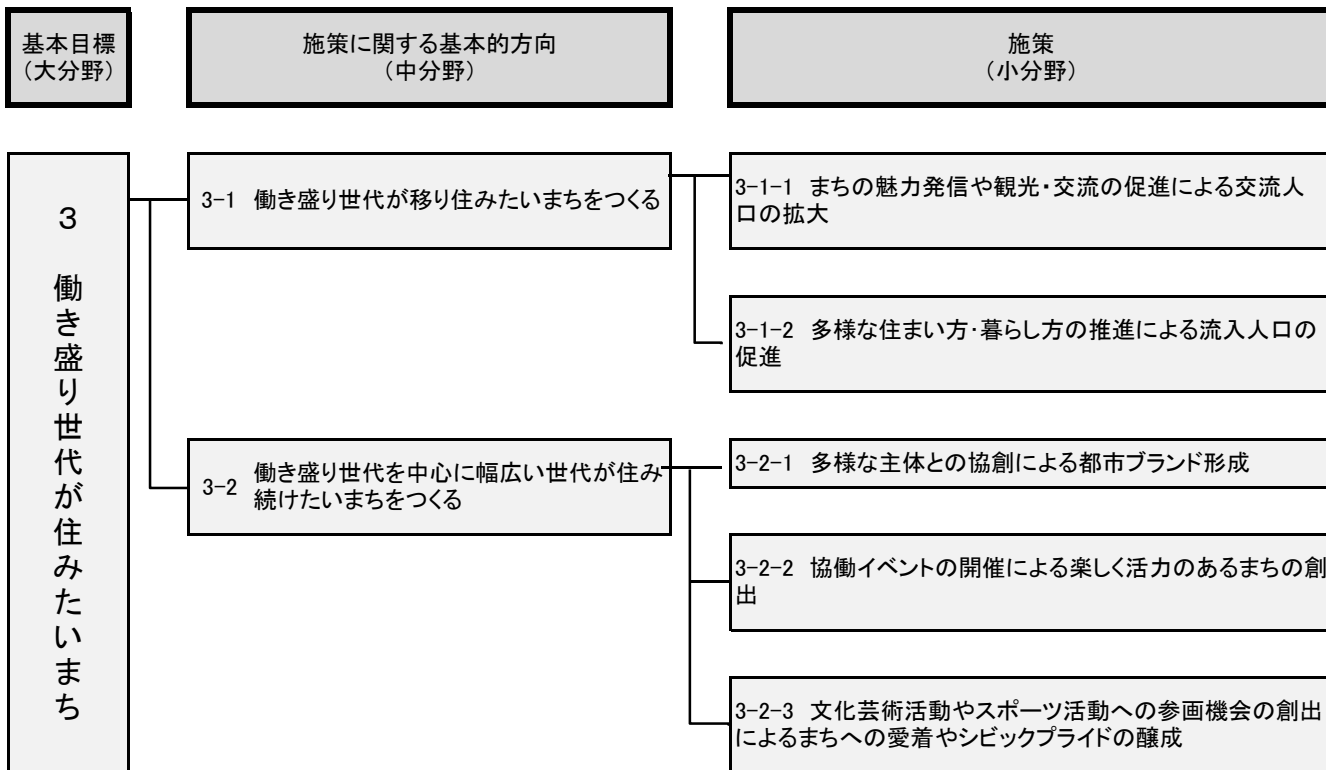 基本目標
（大分野）
施策に関する基本的方向
（中分野）
施策
（小分野）
3 働き盛り世代が住みたいまち
3-1 働き盛り世代が移り住みたいまちをつくる
3-1-1 まちの魅力発信や観光・交流の促進による交流人
口の拡大
3-1-2 多様な住まい方・暮らし方の推進による流入人口の
促進
3-2 働き盛り世代を中心に幅広い世代が住み
続けたいまちをつくる
3-2-1 多様な主体との協創による都市ブランド形成
3-2-2 協働イベントの開催による楽しく活力のあるまちの創
出
3-2-3 文化芸術活動やスポーツ活動への参画機会の創出
によるまちへの愛着やシビックプライドの醸成